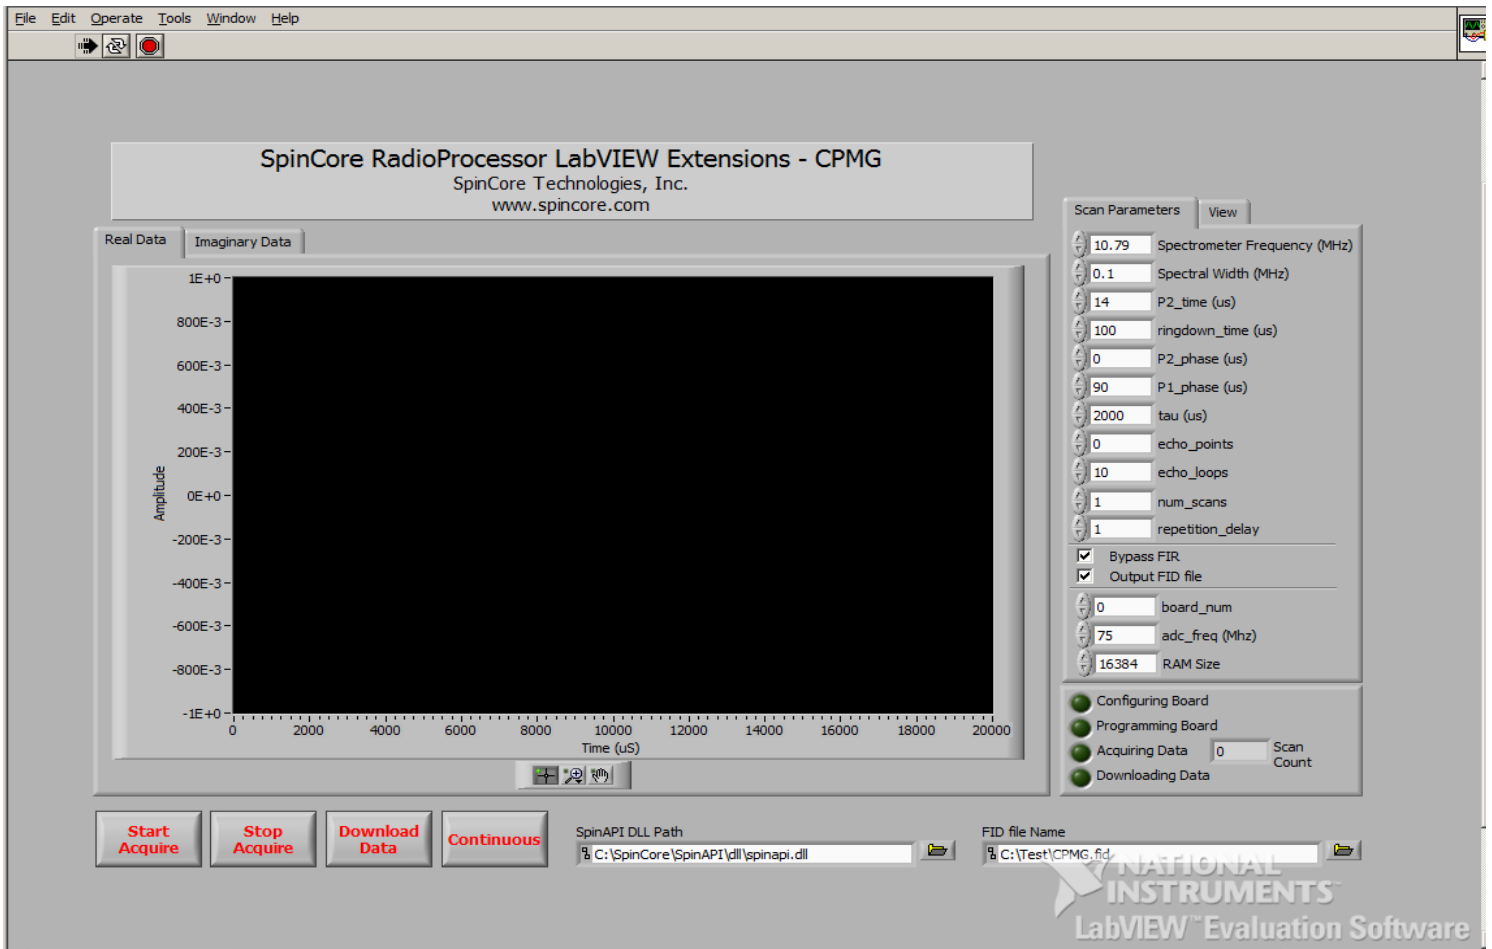 File Edit Operate Tools Window Help
SpinCore RadioProcessor LabVIEW Extensions - CPMG
SpinCore Technologies, Inc.
www.spincore.com
Real Data Imaginary Data
1E+0
800E-3
600E-3
400E-3
200E-3
0E+0
-200E-3
-400E-3
-600E-3
-800E-3
-1E+0
Amplitude
0 2000 4000 6000 8000 10000 12000 14000 16000 18000 20000
Time (uS)
Scan Parameters View
10.79 Spectrometer Frequency (MHz)
0.1 Spectral Width (MHz)
14 P2_time (us)
100 ringdown_time (us)
0 P2_phase (us)
90 P1_phase (us)
2000 tau (us)
0 echo_points
10 echo_loops
1 num_scans
1 repetition_delay
Bypass FIR
Output FID file
0 board_num
75 adc_freq (Mhz)
16384 RAM Size
Configuring Board
Programming Board
Acquiring Data 0 Scan
Count
Downloading Data
Start
Acquire
Stop
Acquire
Download
Data
Continuous
SpinAPI DLL Path
C:\SpinCore\SpinAPI\dll\spinapi.dll
FID file Name
C:\Test\CPMG.fid
NATIONAL
INSTRUMENTS
LabVIEW™ Evaluation Software